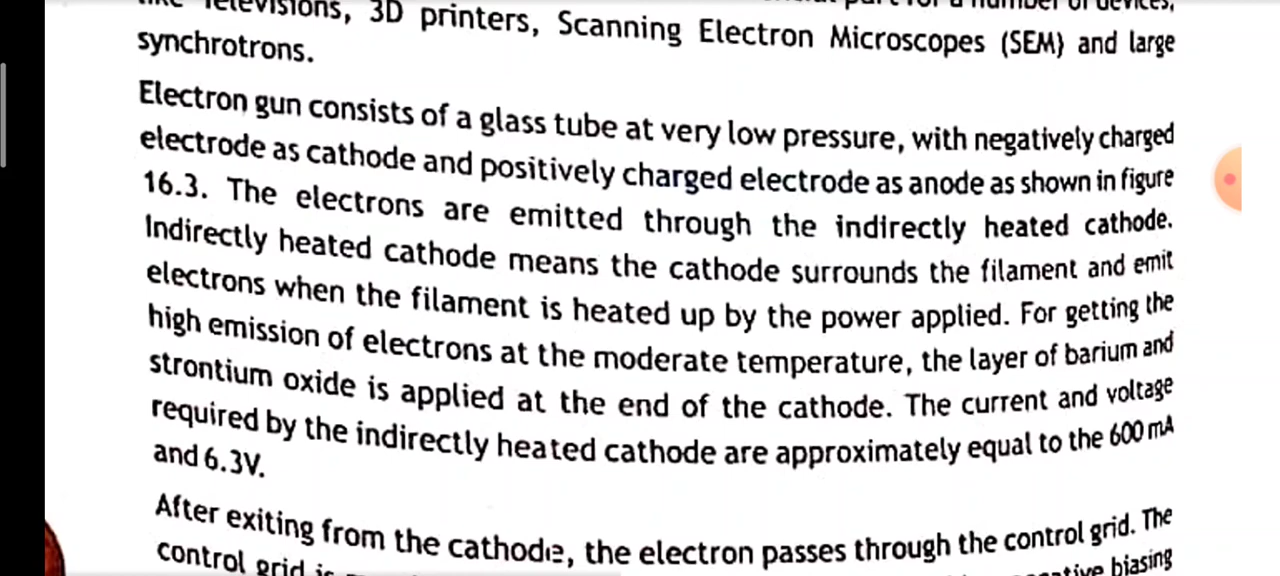 like Televisions, 3D printers, Scanning Electron Microscopes (SEM) and large
synchrotrons.
Electron gun consists of a glass tube at very low pressure, with negatively charged
electrode as cathode and positively charged electrode as anode as shown in figure
16.3. The electrons are emitted through the indirectly heated cathode.
Indirectly heated cathode means the cathode surrounds the filament and emit
electrons when the filament is heated up by the power applied. For getting the
high emission of electrons at the moderate temperature, the layer of barium and
strontium oxide is applied at the end of the cathode. The current and voltage
required by the indirectly heated cathode are approximately equal to the 600 mA
and 6.3V.
After exiting from the cathode, the electron passes through the control grid. The
control grid is biasing